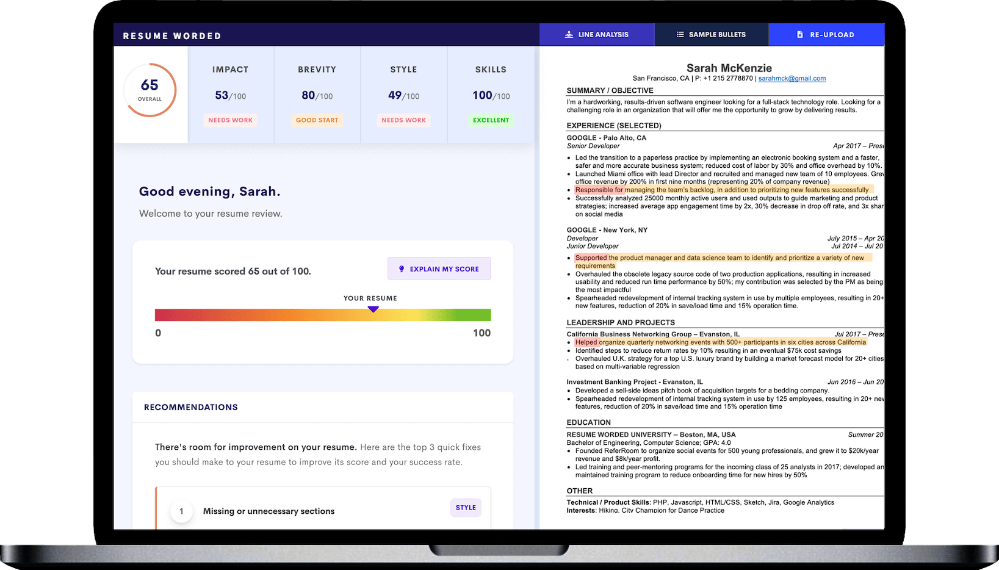 RESUME WORDED
LINE ANALYSIS
SAMPLE BULLETS
RE-UPLOAD
65
OVERALL
IMPACT
53/100
NEEDS WORK
BREVITY
80/100
GOOD START
STYLE
49/100
NEEDS WORK
SKILLS
100/100
EXCELLENT
Good evening, Sarah.
Welcome to your resume review.
Your resume scored 65 out of 100.
EXPLAIN MY SCORE
YOUR RESUME
0
100
RECOMMENDATIONS
There's room for improvement on your resume. Here are the top 3 quick fixes
you should make to your resume to improve its score and your success rate.
1
Missing or unnecessary sections
STYLE
Sarah McKenzie
San Francisco, CA | P: +1 215 2778870 | sarahmck@gmail.com
SUMMARY / OBJECTIVE
I'm a hardworking, results-driven software engineer looking for a full-stack technology role. Looking for a
challenging role in an organization that will offer me the opportunity to grow by delivering results.
EXPERIENCE (SELECTED)
GOOGLE - Palo Alto, CA
Senior Developer Apr 2017 – Prese
• Led the transition to a paperless practice by implementing an electronic booking system and a faster,
safer and more accurate business system; reduced cost of labor by 30% and office overhead by 10%.
• Launched Miami office with lead Director and recruited and managed new team of 10 employees. Grew
office revenue by 200% in first nine months (representing 20% of company revenue)
• Responsible for managing the team's backlog, in addition to prioritizing new features successfully
• Successfully analyzed 25000 monthly active users and used outputs to guide marketing and product
strategies; increased average app engagement time by 2x, 30% decrease in drop off rate, and 3x shar
on social media
GOOGLE - New York, NY
Developer July 2015 – Apr 20
Junior Developer Jul 2014 – Jul 20
• Supported the product manager and data science team to identify and prioritize a variety of new
requirements
• Overhauled the obsolete legacy source code of two production applications, resulting in increased
usability and reduced run time performance by 50%; my contribution was selected by the PM as being
the most impactful
• Spearheaded redevelopment of internal tracking system in use by multiple employees, resulting in 20+
new features, reduction of 20% in save/load time and 15% operation time.
LEADERSHIP AND PROJECTS
California Business Networking Group – Evanston, IL Jul 2017 – Prese
• Helped organize quarterly networking events with 500+ participants in six cities across California
• Identified steps to reduce return rates by 10% resulting in an eventual $75k cost savings
. Overhauled U.K. strategy for a top U.S. luxury brand by building a market forecast model for 20+ cities
based on multi-variable regression
Investment Banking Project - Evanston, IL Jun 2016 – Jun 20
• Developed a sell-side ideas pitch book of acquisition targets for a bedding company.
• Spearheaded redevelopment of internal tracking system in use by 125 employees, resulting in 20+ new
features, reduction of 20% in save/load time and 15% operation time
EDUCATION
RESUME WORDED UNIVERSITY – Boston, MA, USA Summer 20
Bachelor of Engineering, Computer Science; GPA: 4.0
• Founded ReferRoom to organize social events for 500 young professionals, and grew it to $20k/year
revenue and $8k/year profit.
• Led training and peer-mentoring programs for the incoming class of 25 analysts in 2017; developed an
maintained training program to reduce onboarding time for new hires by 50%
OTHER
Technical / Product Skills: PHP, Javascript, HTML/CSS, Sketch, Jira, Google Analytics
Interests: Hiking, City Champion for Dance Practice